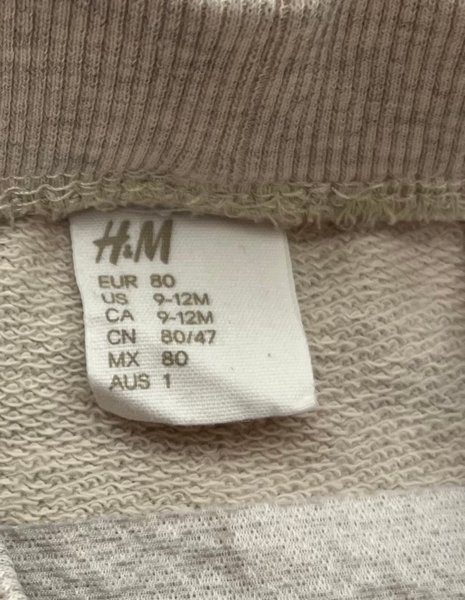 H&M
EUR 80
US 9-12M
CA 9-12M
CN 80/47
MX 80
AUS 1